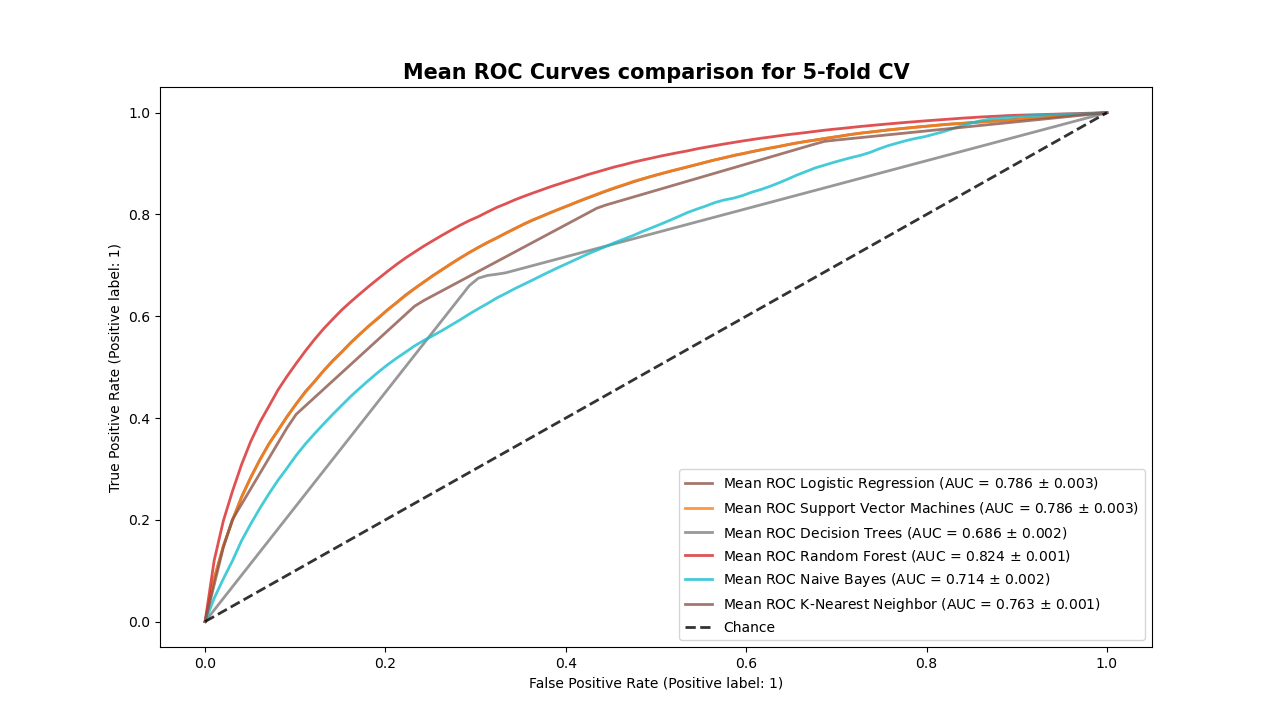 Mean ROC Curves comparison for 5-fold CV
True Positive Rate (Positive label: 1)
1.0
0.8
0.6
0.4
0.2
0.0
Mean ROC Logistic Regression (AUC = 0.786 ± 0.003)
Mean ROC Support Vector Machines (AUC = 0.786 ± 0.003)
Mean ROC Decision Trees (AUC = 0.686 ± 0.002)
Mean ROC Random Forest (AUC = 0.824 ± 0.001)
Mean ROC Naive Bayes (AUC = 0.714 ± 0.002)
Mean ROC K-Nearest Neighbor (AUC = 0.763 ± 0.001)
Chance
0.0 0.2 0.4 0.6 0.8 1.0
False Positive Rate (Positive label: 1)